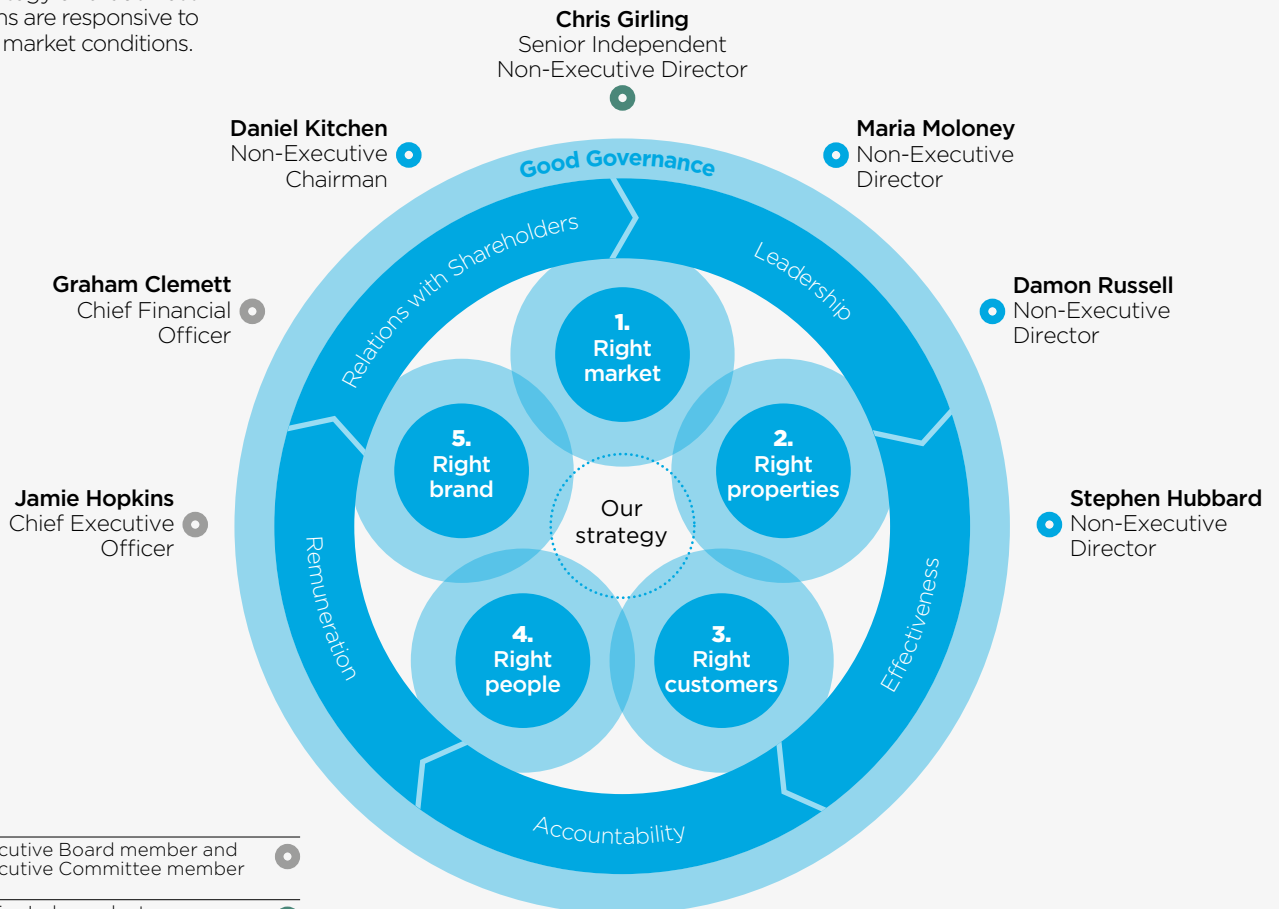 are responsive to
market conditions.
Chris Girling
Senior Independent
Non-Executive Director
Daniel Kitchen
Non-Executive
Chairman
Maria Moloney
Non-Executive
Director
Good Governance
Relations with Shareholders
Leadership
Graham Clemett
Chief Financial
Officer
Damon Russell
Non-Executive
Director
1.
Right
market
5.
Right
brand
2.
Right
properties
Jamie Hopkins
Chief Executive
Officer
Our
strategy
Stephen Hubbard
Non-Executive
Director
Remuneration
Effectiveness
4.
Right
people
3.
Right
customers
Accountability
Board member and
Committee member